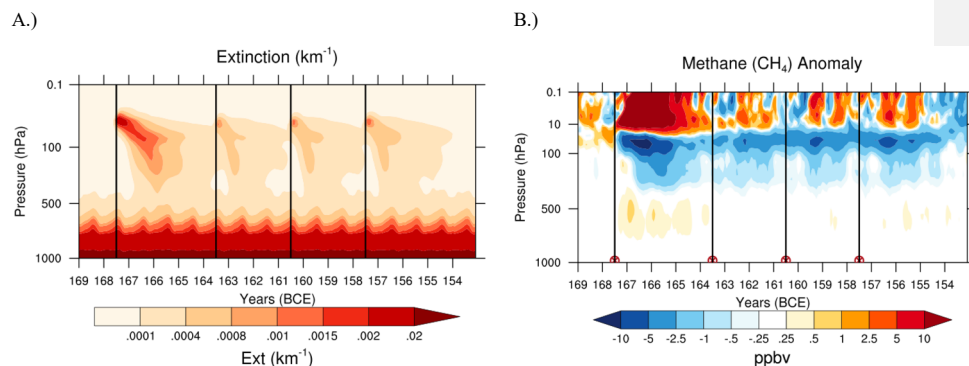 A.)
B.)
Extinction (km-1)
Methane (CH4) Anomaly
0.1
100
500
1000
Pressure (hPa)
169 168 167 166 165 164 163 162 161 160 159 158 157 156 155 154
Years (BCE)
.0001 .0004 .0008 .001 .0015 .002 .02
Ext (km-1)
0.1
10
100
500
1000
Pressure (hPa)
169 168 167 166 165 164 163 162 161 160 159 158 157 156 155 154
Years (BCE)
-10 -5 -2.5 -1 -.5 -.25 .25 .5 1 2.5 5 10
ppbv